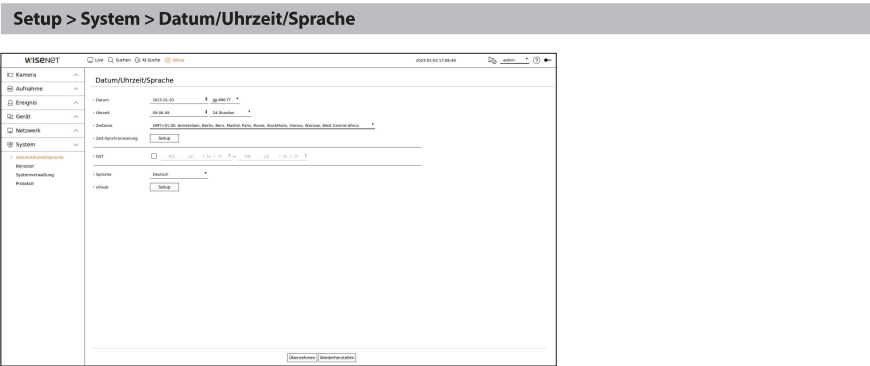 Setup > System > Datum/Uhrzeit/Sprache
WISENET Live Suchen KI-Suche Setup 2023-01-03 17:06:49 admin
Kamera
Datum/Uhrzeit/Sprache
Aufnahme
Ereignis
Gerät
Netzwerk
System
Datum/Uhrzeit/Sprache
Benutzer
Systemverwaltung
Protokoll
Datum 2023-01-03
Uhrzeit 09:06:49 24 Stunden
Zeitzone GMT+01:00, Amsterdam, Berlin, Bern, Madrid, Paris, Rome, Stockholm, Vienna, Warsaw, West Central Africa
Zeit-Synchronisierung Setup
DST
Sprache Deutsch
Urlaub Setup
Übernehmen Wiederherstellen